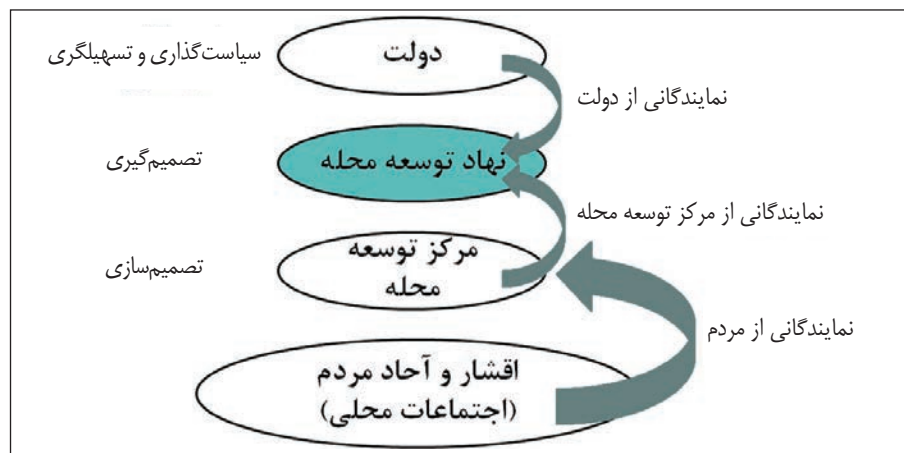 دولت
سیاست‌گذاری و تسهیلگری
نمایندگانی از دولت
نهاد توسعه محله
تصمیم‌گیری
نمایندگانی از مرکز توسعه محله
مرکز توسعه
محله
تصمیم‌سازی
نمایندگانی از مردم
اقشار و آحاد مردم
(اجتماعات محلی)